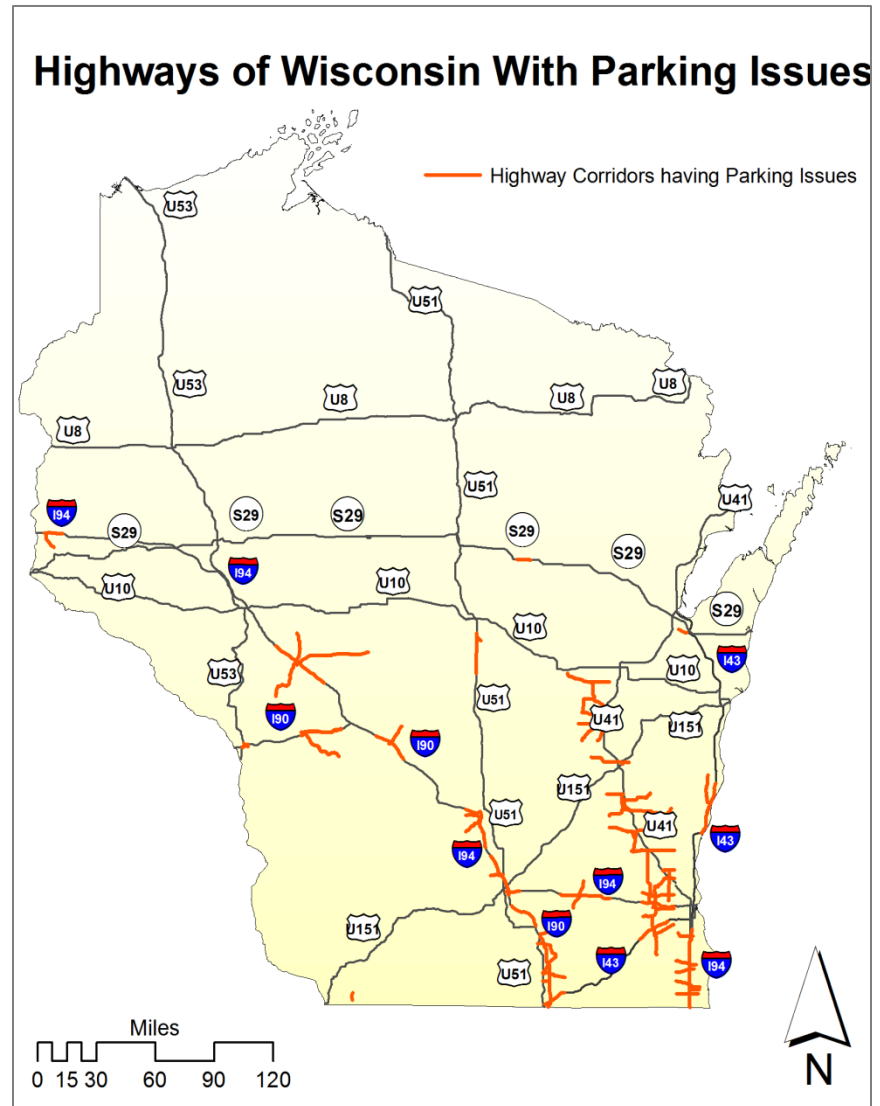 Highways of Wisconsin With Parking Issues
Highway Corridors having Parking Issues
U53
U51
U53
U8
U8
U8
U8
U51
U41
I94
S29
S29
S29
S29
S29
I94
U10
U10
U10
S29
I43
U10
U53
U51
I90
I90
U41
U151
U151
U51
U41
I43
I94
I94
I90
U151
U51
I43
I94
Miles
0 15 30 60 90 120
N